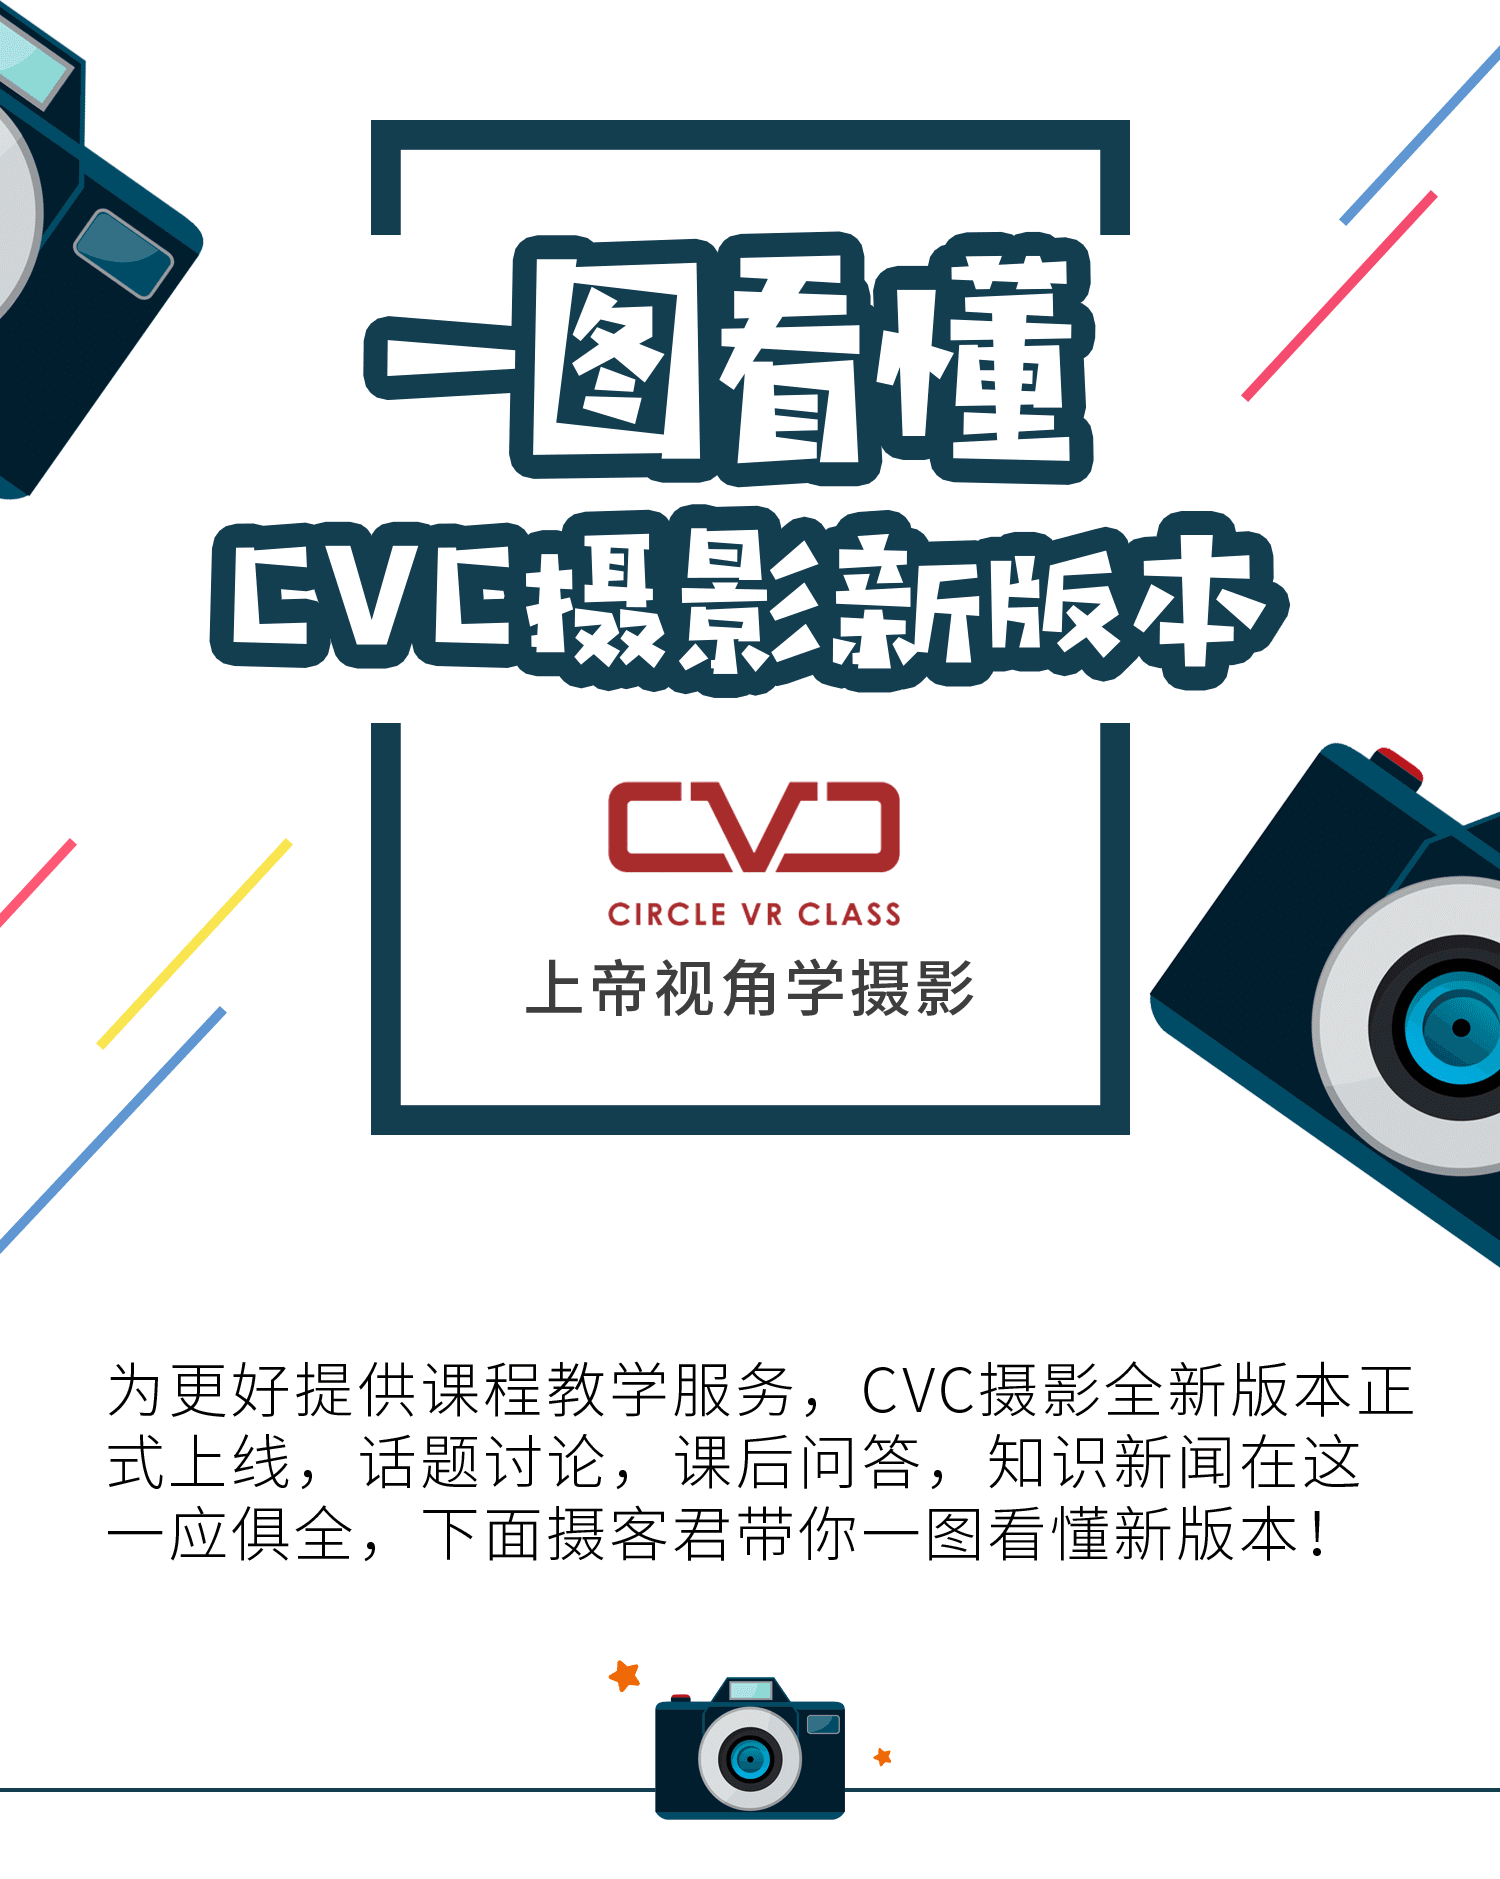 一图看懂
CVC摄影新版本
CVC
CIRCLE VR CLASS
上帝视角学摄影
为更好提供课程教学服务，CVC摄影全新版本正
式上线，话题讨论，课后问答，知识新闻在这
一应俱全，下面摄客君带你一图看懂新版本！